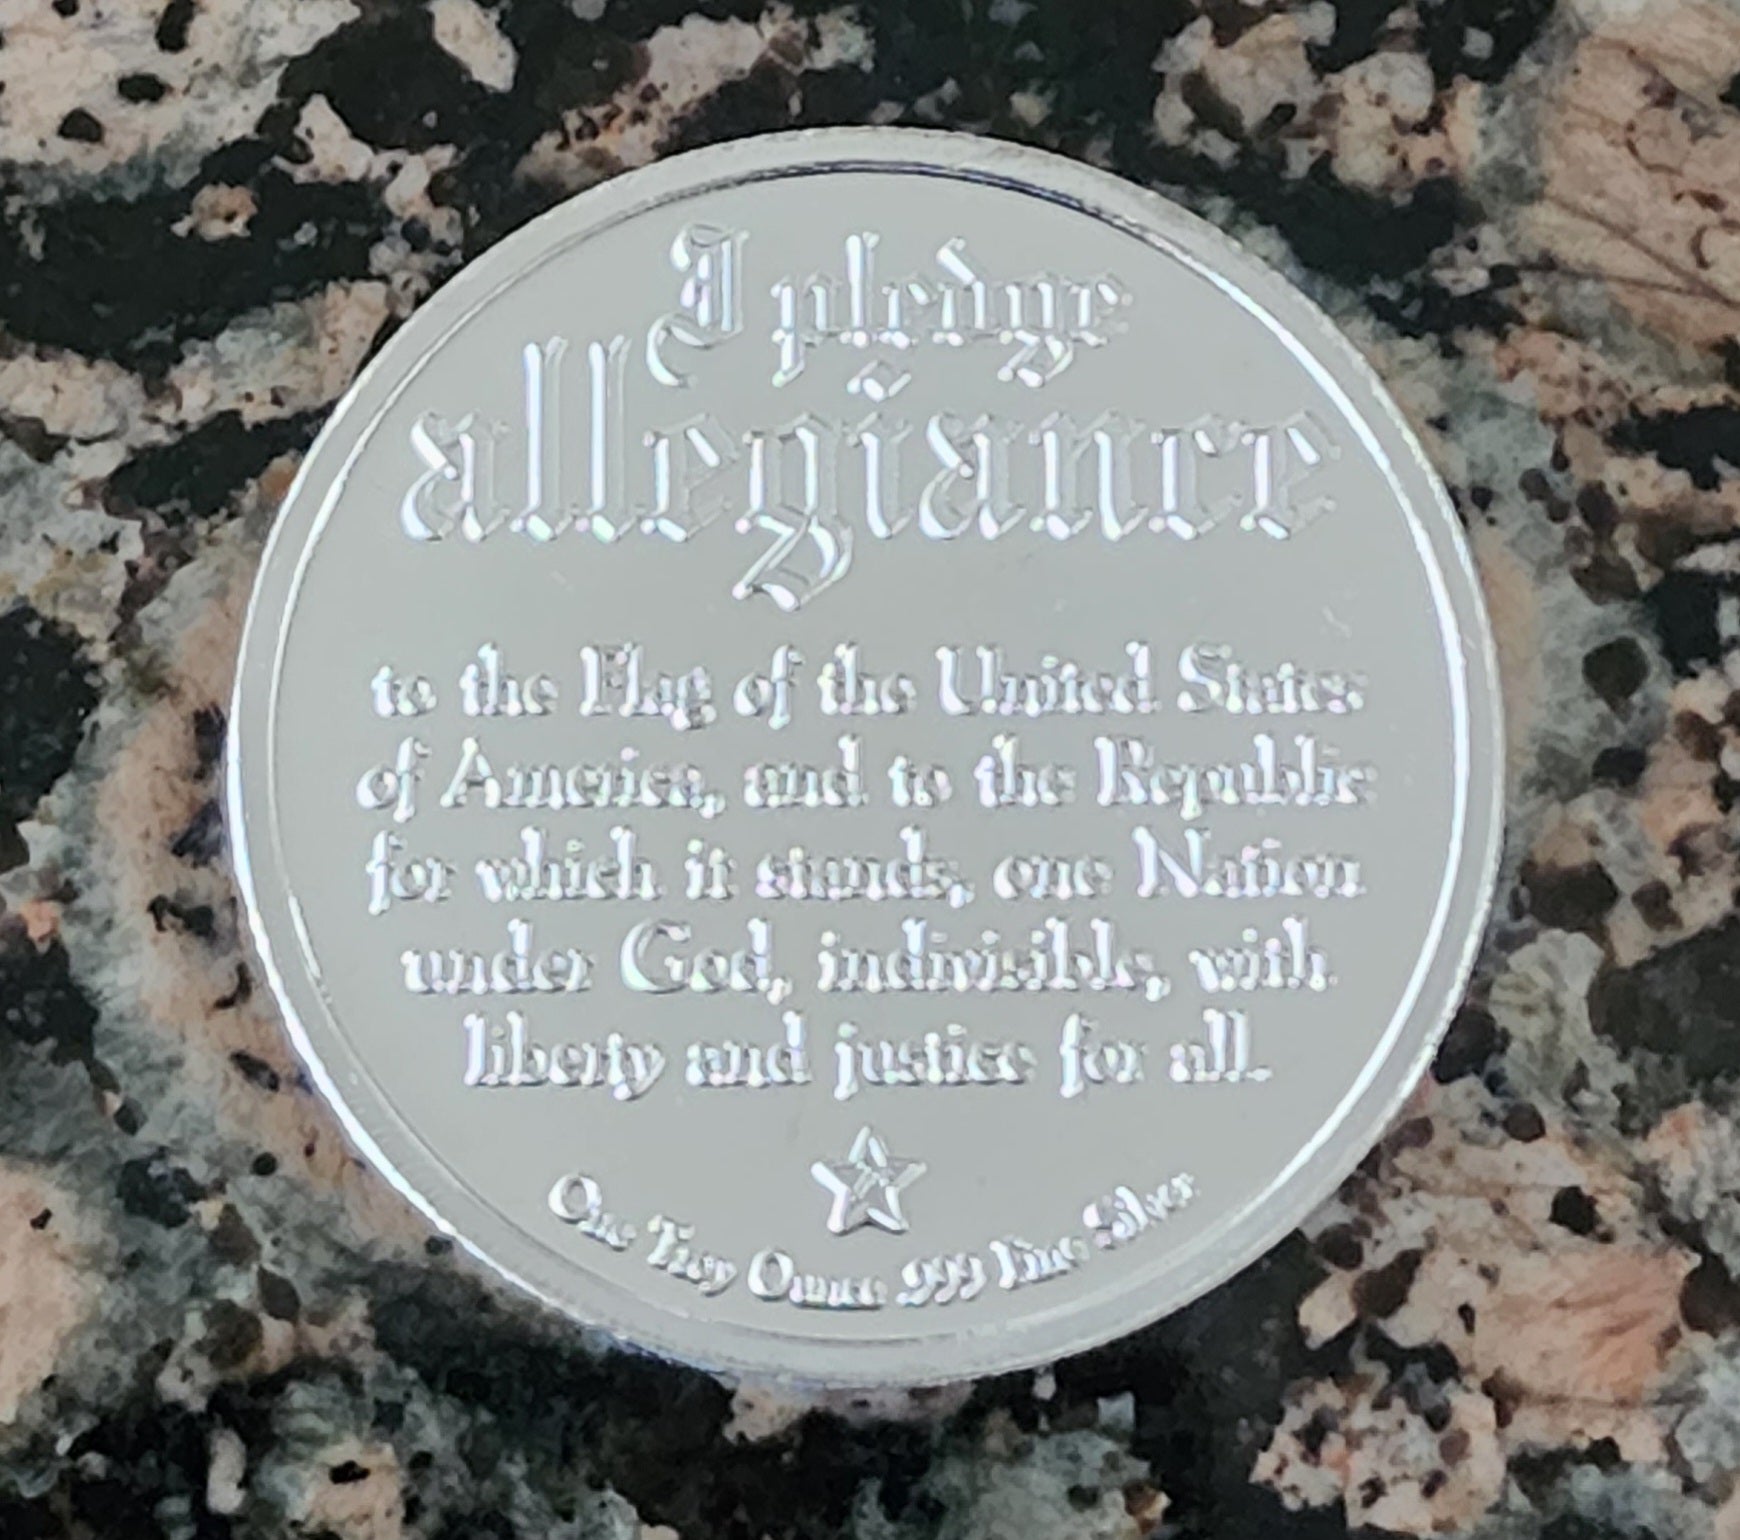 I pledge
allegiance
to the Flag of the United States
of America, and to the Republic
for which it stands, one Nation
under God, indivisible, with
liberty and justice for all.
One Troy Ounce .999 Fine Silver